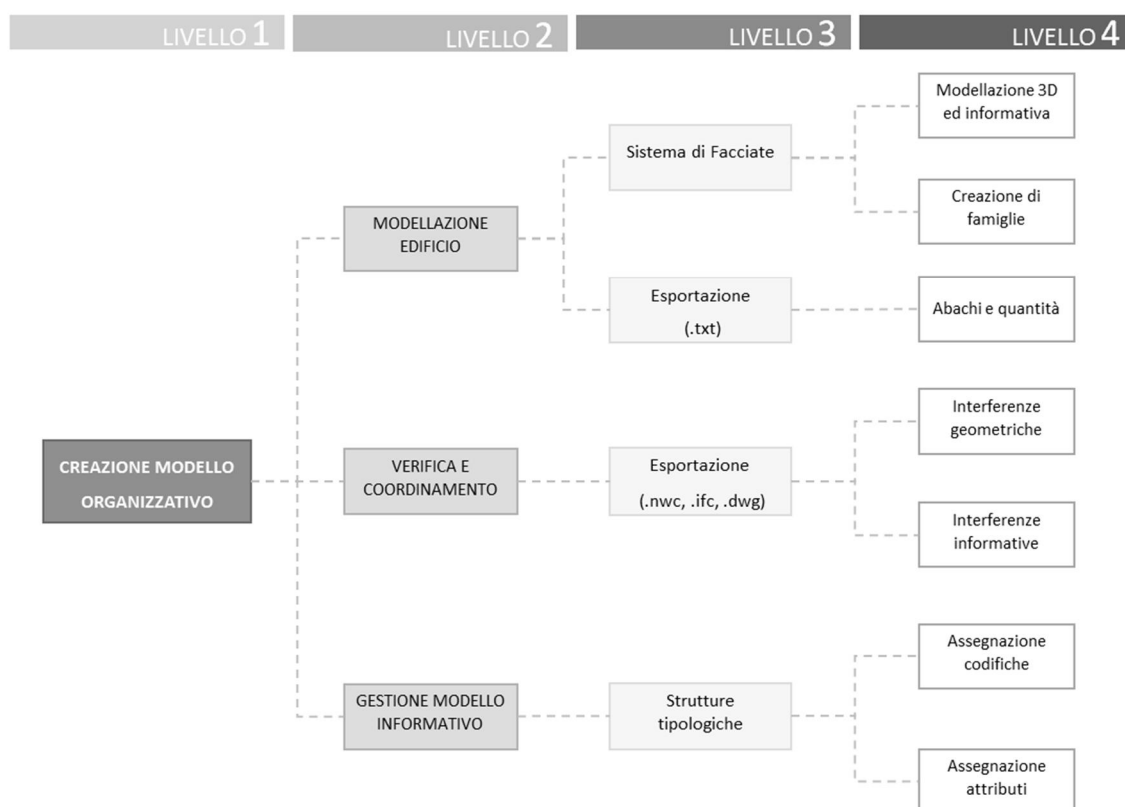 LIVELLO 1
LIVELLO 2
LIVELLO 3
LIVELLO 4
CREAZIONE MODELLO
ORGANIZZATIVO
MODELLAZIONE
EDIFICIO
Sistema di Facciate
Modellazione 3D
ed informativa
Creazione di
famiglie
Esportazione
(.txt)
Abachi e quantità
VERIFICA E
COORDINAMENTO
Esportazione
(.nwc, .ifc, .dwg)
Interferenze
geometriche
Interferenze
informative
GESTIONE MODELLO
INFORMATIVO
Strutture
tipologiche
Assegnazione
codifiche
Assegnazione
attributi